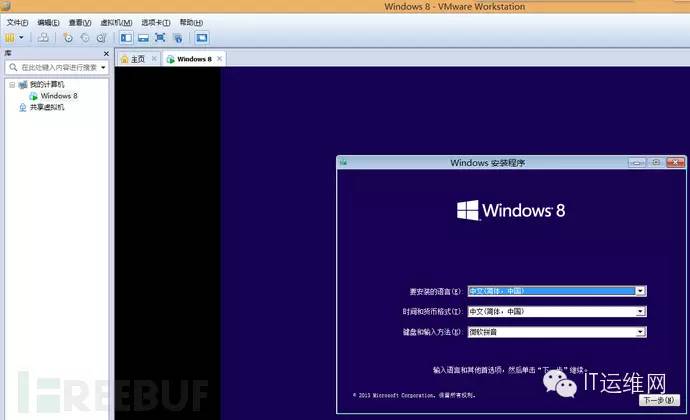 Windows 8 - VMware Workstation
文件(F) 编辑(E) 查看(V) 虚拟机(M) 选项卡(T) 帮助(H)
库
主页 Windows 8
在此处键入内容进行搜索
我的计算机
Windows 8
共享虚拟机
Windows 安装程序
Windows 8
要安装的语言(E): 中文(简体，中国)
时间和货币格式(T): 中文(简体，中国)
键盘和输入方法(K): 微软拼音
输入语言和其他首选项，然后单击"下一步"继续。
© 2013 Microsoft Corporation。保留所有权利。
下一步(N)
IT运维网
FREEBUF